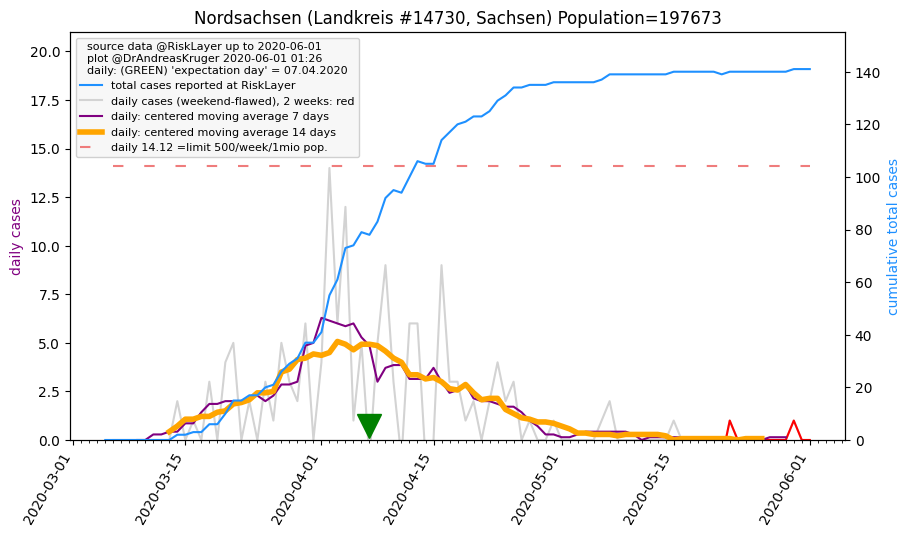 Nordsachsen (Landkreis #14730, Sachsen) Population=197673
source data @RiskLayer up to 2020-06-01
plot @DrAndreasKruger 2020-06-01 01:26
daily: (GREEN) 'expectation day' = 07.04.2020
total cases reported at RiskLayer
daily cases (weekend-flawed), 2 weeks: red
daily: centered moving average 7 days
daily: centered moving average 14 days
daily 14.12 =limit 500/week/1mio pop.
daily cases
20.0
17.5
15.0
12.5
10.0
7.5
5.0
2.5
0.0
cumulative total cases
140
120
100
80
60
40
20
0
2020-03-01
2020-03-15
2020-04-01
2020-04-15
2020-05-01
2020-05-15
2020-06-01